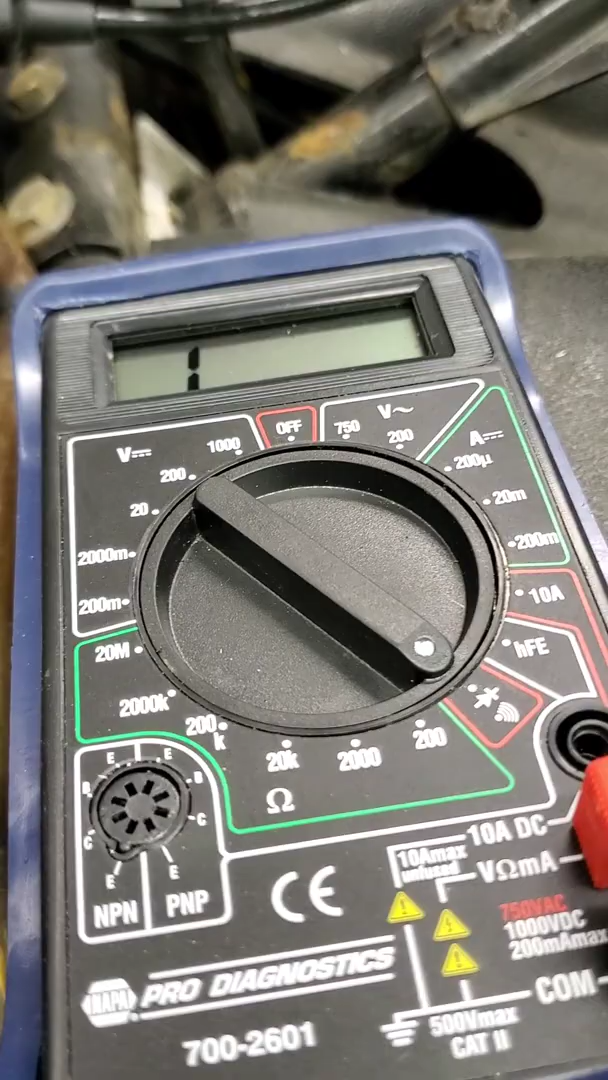 1
OFF
V~
750
200
V⎓
1000
200
20
2000m
200m
A⎓
200µ
20m
200m
10A
hFE
20M
2000k
200
k
20k
2000
200
Ω
E
E
B
B
C
C
E
E
NPN
PNP
CE
10Amax
unfused
10A DC
VΩmA
750VAC
1000VDC
200mAmax
COM
500Vmax
CAT II
NAPA
PRO DIAGNOSTICS
700-2601